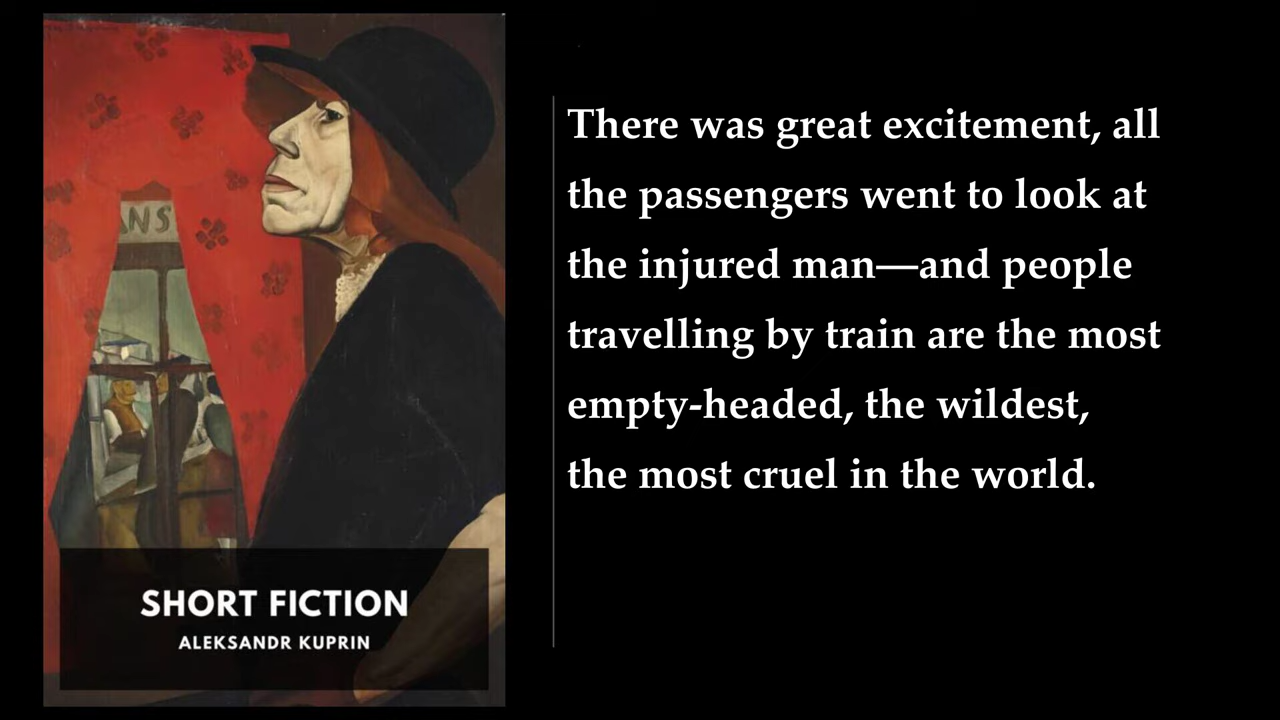 ANS
SHORT FICTION
ALEKSANDR KUPRIN
There was great excitement, all
the passengers went to look at
the injured man—and people
travelling by train are the most
empty-headed, the wildest,
the most cruel in the world.